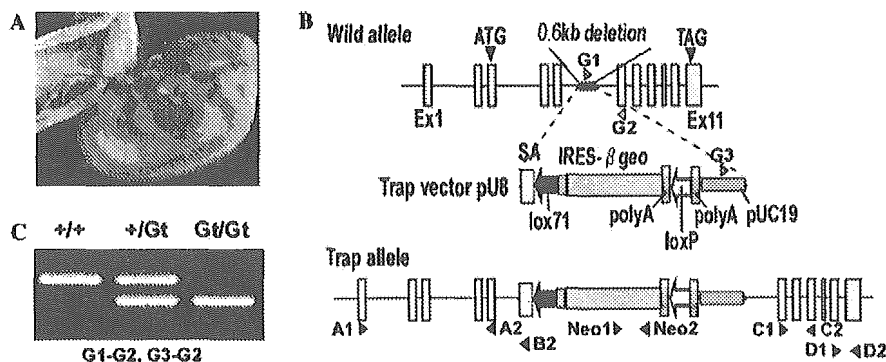 A
B
Wild allele
ATG
0.6kb deletion
TAG
G1
Ex1
G2
Ex11
SA
IRES-β geo
G3
Trap vector pU8
lox71
polyA
loxP
polyA
pUC19
C
+/+ +/Gt Gt/Gt
G1-G2, G3-G2
Trap allele
A1
A2
B2
Neo1
Neo2
C1
C2
D1
D2